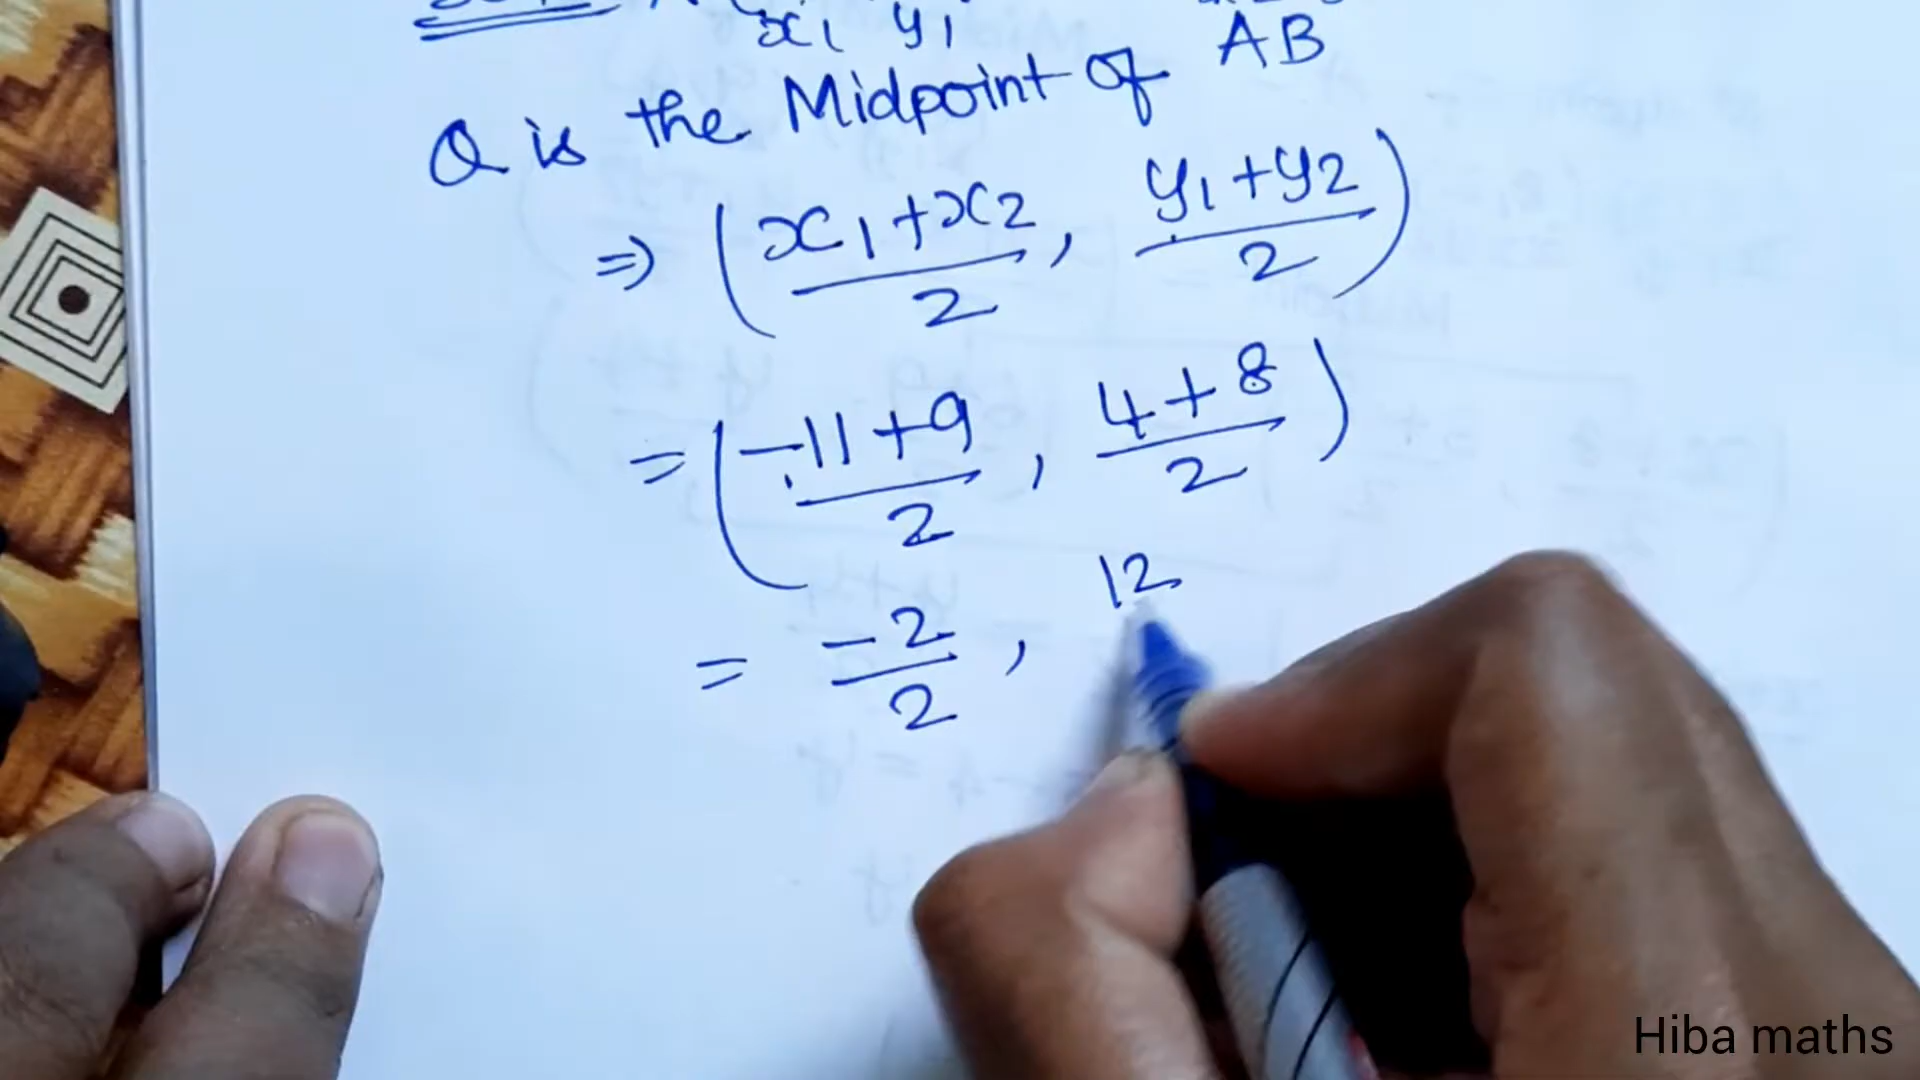 x1 y1
Q is the Midpoint of AB
=> (x1+x2/2, y1+y2/2)
= (-11+9/2, 4+8/2)
= -2/2, 12
Hiba maths